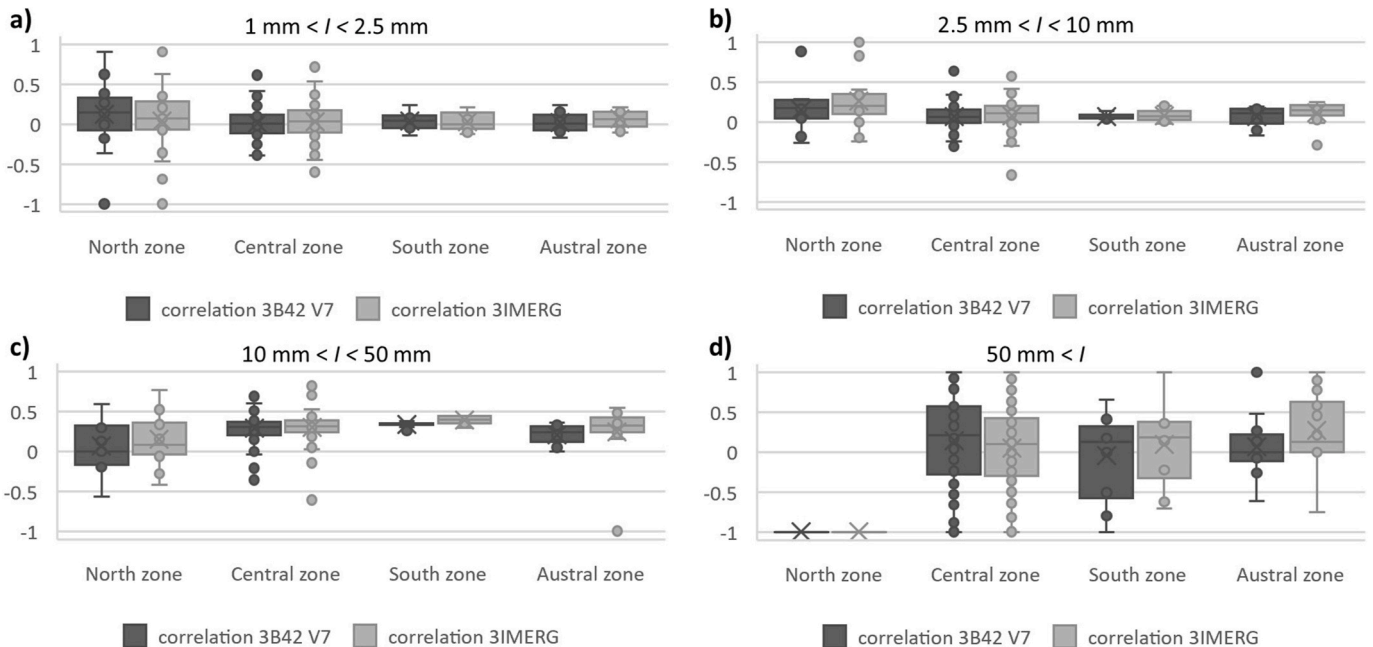 a)
1 mm < I < 2.5 mm
1
0.5
0
-0.5
-1
North zone Central zone South zone Austral zone
correlation 3B42 V7 correlation 3IMERG
b)
2.5 mm < I < 10 mm
1
0.5
0
-0.5
-1
North zone Central zone South zone Austral zone
correlation 3B42 V7 correlation 3IMERG
c)
10 mm < I < 50 mm
1
0.5
0
-0.5
-1
North zone Central zone South zone Austral zone
correlation 3B42 V7 correlation 3IMERG
d)
50 mm < I
1
0.5
0
-0.5
-1
North zone Central zone South zone Austral zone
correlation 3B42 V7 correlation 3IMERG